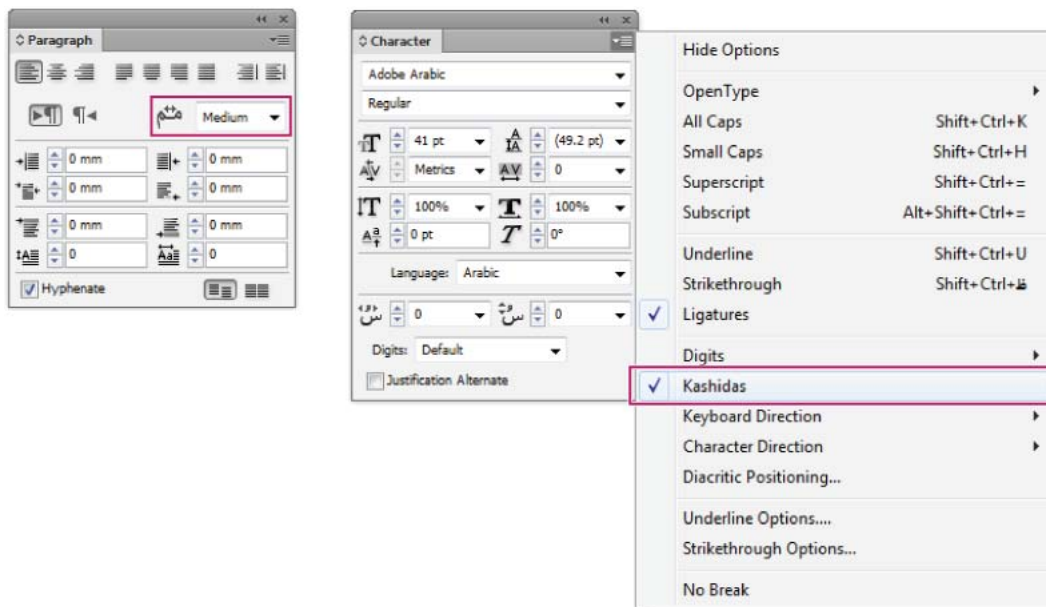 Paragraph
Medium
0 mm
0 mm
0 mm
0 mm
0 mm
0 mm
0
0
Hyphenate
Character
Adobe Arabic
Regular
41 pt
(49.2 pt)
Metrics
0
100%
100%
0 pt
0°
Language: Arabic
0
0
Digits: Default
Justification Alternate
Hide Options
OpenType
All Caps Shift+Ctrl+K
Small Caps Shift+Ctrl+H
Superscript Shift+Ctrl+=
Subscript Alt+Shift+Ctrl+=
Underline Shift+Ctrl+U
Strikethrough Shift+Ctrl+
Ligatures
Digits
Kashidas
Keyboard Direction
Character Direction
Diacritic Positioning...
Underline Options....
Strikethrough Options...
No Break